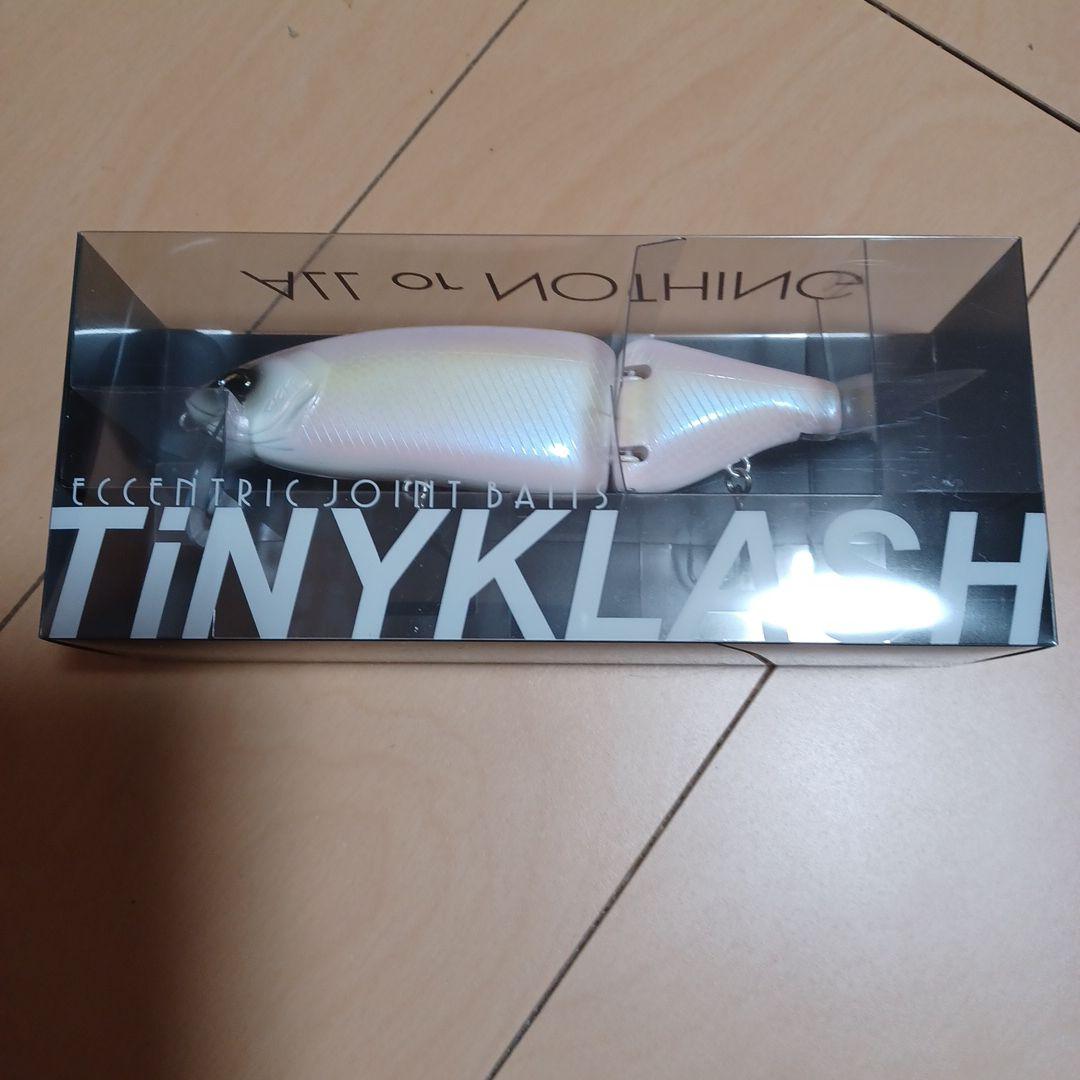 ALL or NOTHING
ECCENTRIC JOINT BAITS
TiNYKLASH